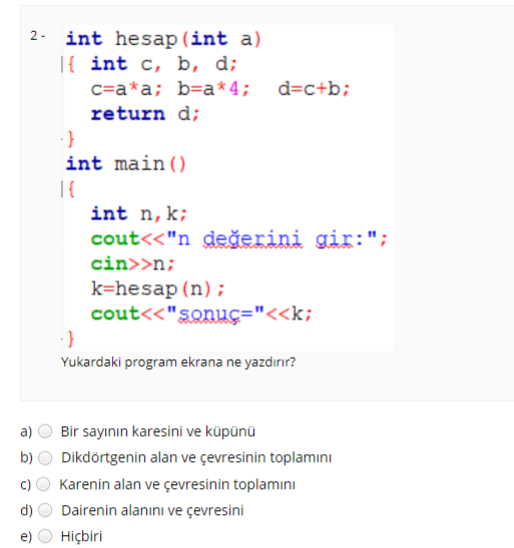 2- int hesap(int a)
{ int c, b, d;
c=a*a; b=a*4; d=c+b;
return d;
}
int main()
{
int n,k;
cout<<"n değerini gir:";
cin>>n;
k=hesap(n);
cout<<"sonuç="<<k;
}
Yukardaki program ekrana ne yazdırır?
a) Bir sayının karesini ve küpünü
b) Dikdörtgenin alan ve çevresinin toplamını
c) Karenin alan ve çevresinin toplamını
d) Dairenin alanını ve çevresini
e) Hiçbiri